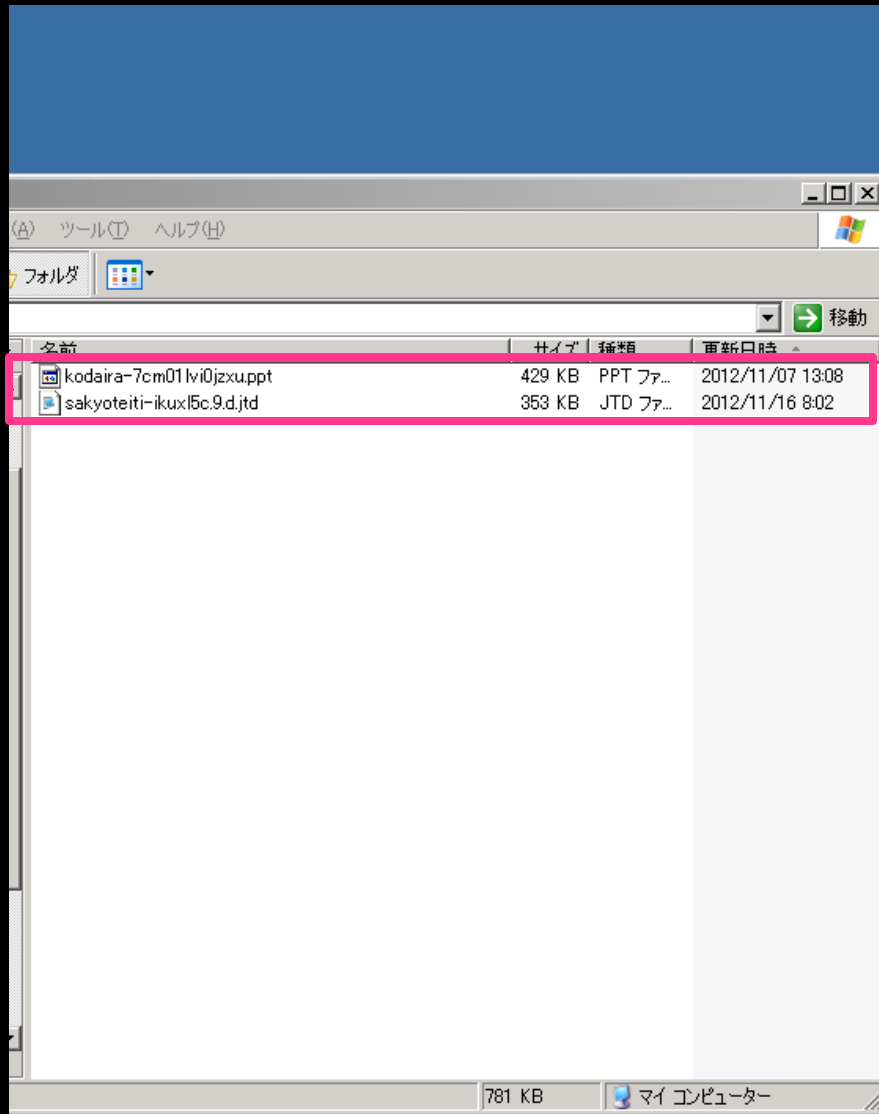 (A) ツール(T) ヘルプ(H)
フォルダ
移動
名前 サイズ 種類 更新日時
kodaira-7cm011vi0jzxu.ppt 429 KB PPT ファ... 2012/11/07 13:08
sakyoteiti-ikuxl5c.9.d.jtd 353 KB JTD ファ... 2012/11/16 8:02
781 KB マイ コンピューター